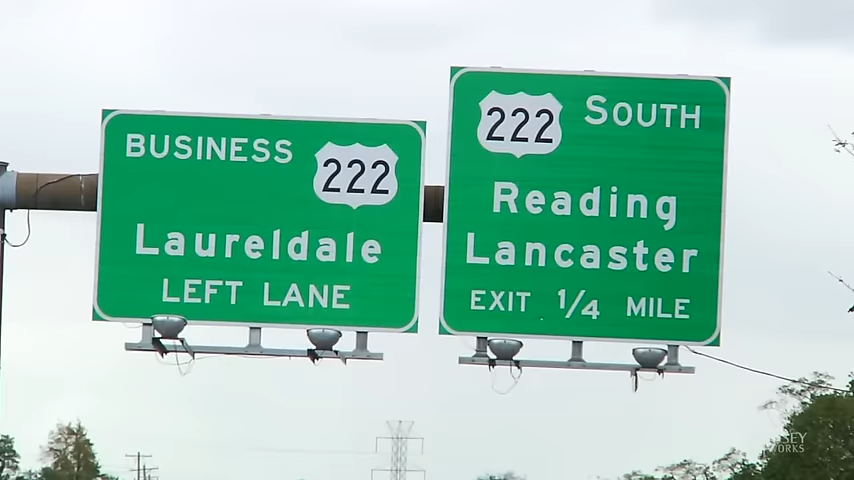 BUSINESS 222
Laureldale
LEFT LANE
222 SOUTH
Reading
Lancaster
EXIT 1/4 MILE